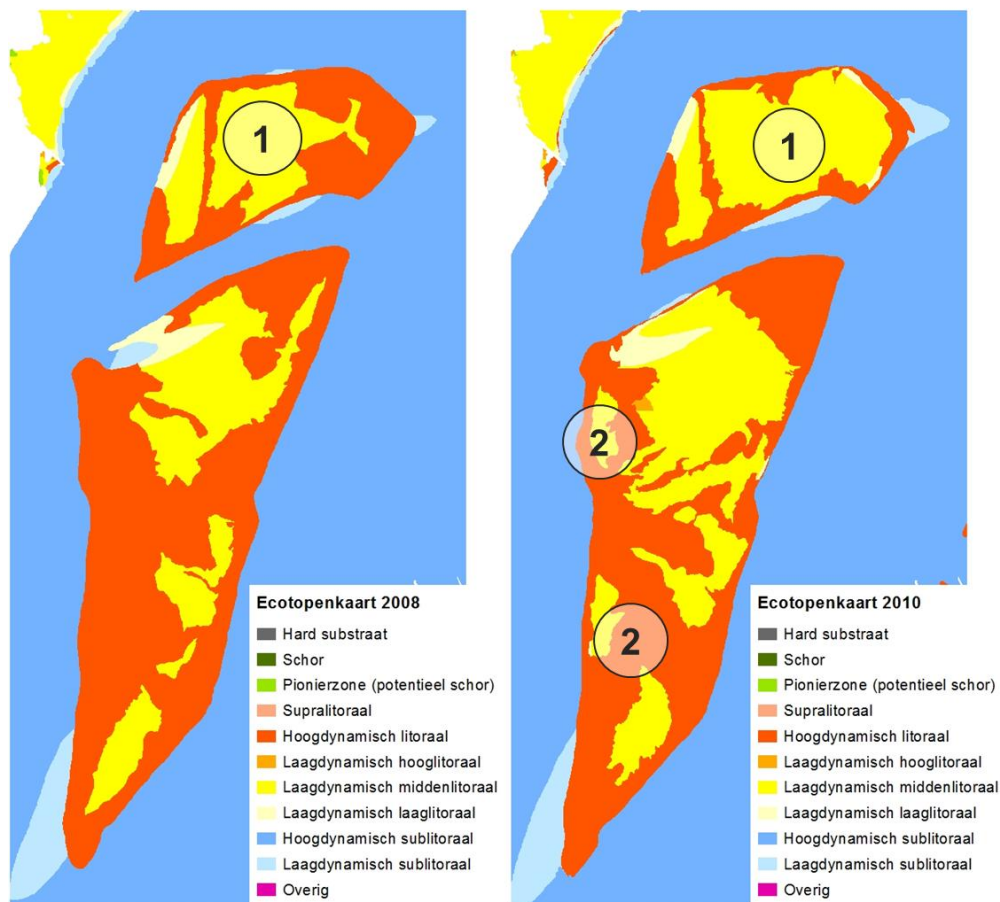 1
Ecotopenkaart 2008
Hard substraat
Schor
Pionierzone (potentieel schor)
Supralitoraal
Hoogdynamisch litoraal
Laagdynamisch hooglitoraal
Laagdynamisch middenlitoraal
Laagdynamisch laaglitoraal
Hoogdynamisch sublitoraal
Laagdynamisch sublitoraal
Overig
1
2
2
Ecotopenkaart 2010
Hard substraat
Schor
Pionierzone (potentieel schor)
Supralitoraal
Hoogdynamisch litoraal
Laagdynamisch hooglitoraal
Laagdynamisch middenlitoraal
Laagdynamisch laaglitoraal
Hoogdynamisch sublitoraal
Laagdynamisch sublitoraal
Overig